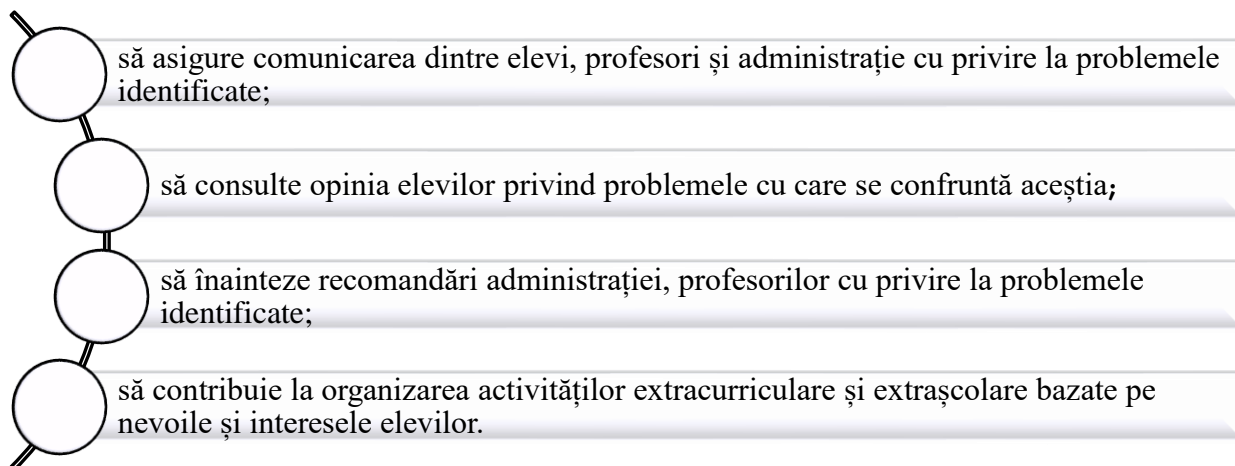 să asigure comunicarea dintre elevi, profesori și administrație cu privire la problemele
identificate;
să consulte opinia elevilor privind problemele cu care se confruntă aceștia;
să înainteze recomandări administrației, profesorilor cu privire la problemele
identificate;
să contribuie la organizarea activităților extracurriculare și extrașcolare bazate pe
nevoile și interesele elevilor.